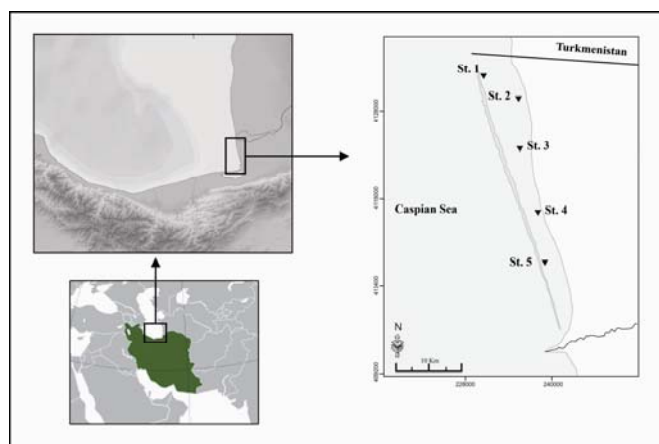 Turkmenistan
St. 1
St. 2
St. 3
St. 4
St. 5
Caspian Sea
N
10 Km
228000
240000